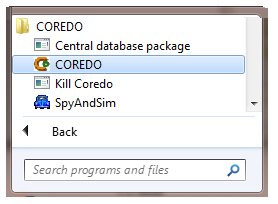 COREDO
Central database package
COREDO
Kill Coredo
SpyAndSim
Back
Search programs and files